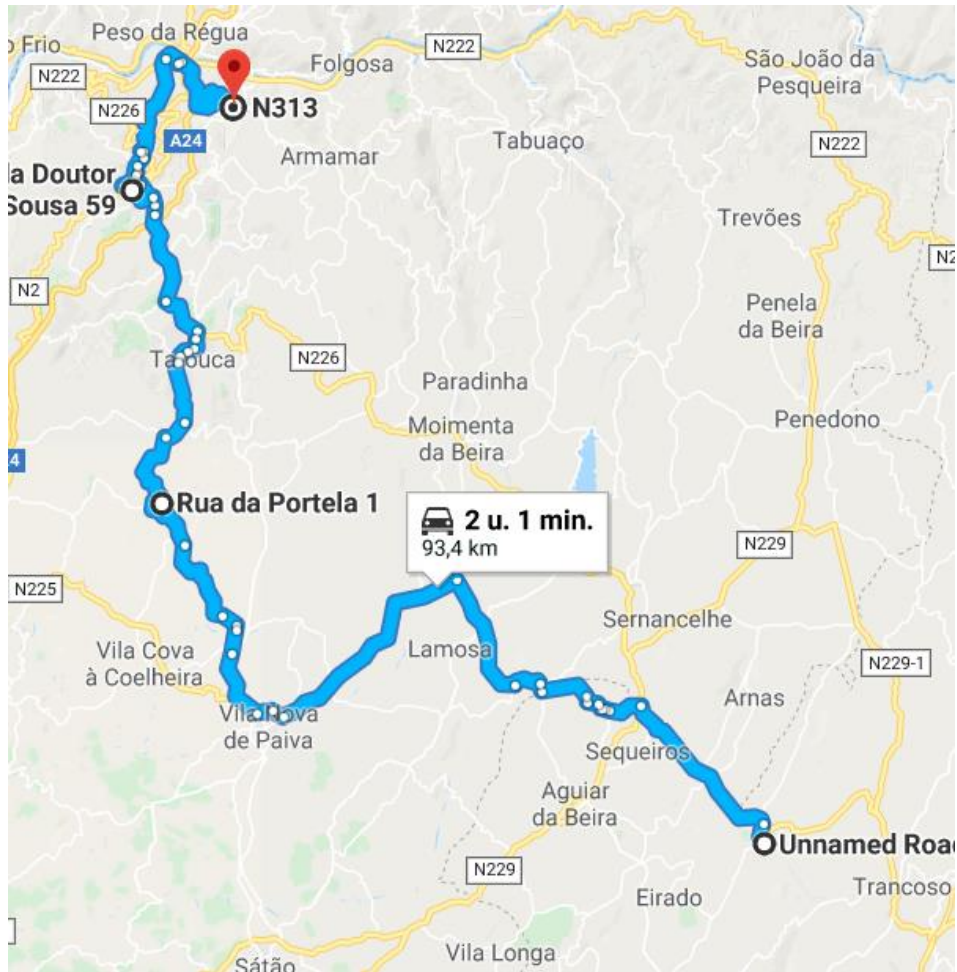 Peso da Régua
o Frio
N222
São João da
Pesqueira
Folgosa
N222
N313
N226
A24
Armamar
Tabuaço
N222
la Doutor
Sousa 59
Trevões
N2
N2
Penela
da Beira
N226
Paradinha
Moimenta
da Beira
Penedono
4
Rua da Portela 1
2 u. 1 min.
93,4 km
N229
N225
Sernancelhe
Vila Cova
à Coelheira
Lamosa
N229-1
Arnas
Vila Nova
de Paiva
Sequeiros
Aguiar
da Beira
Unnamed Road
N229
Eirado
Trancoso
Vila Longa
Sátão